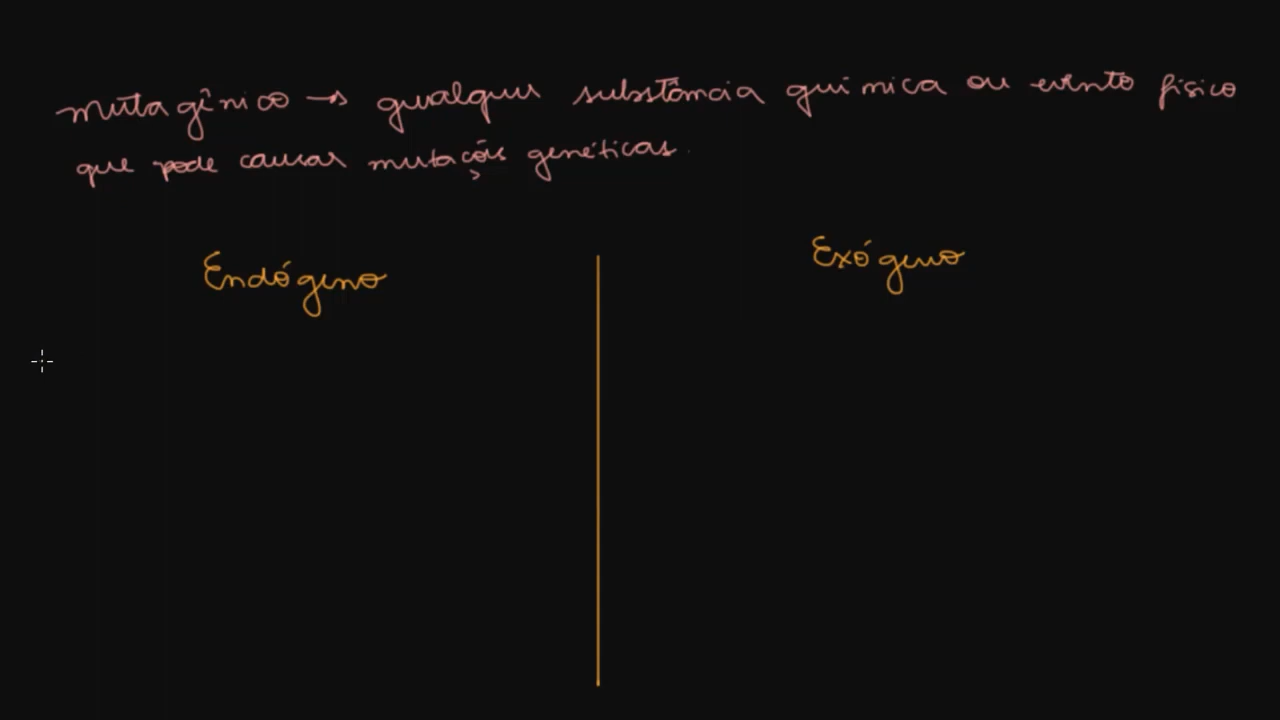 mutagênico → qualquer substância química ou evento físico
que pode causar mutações genéticas.
Endógeno
Exógeno